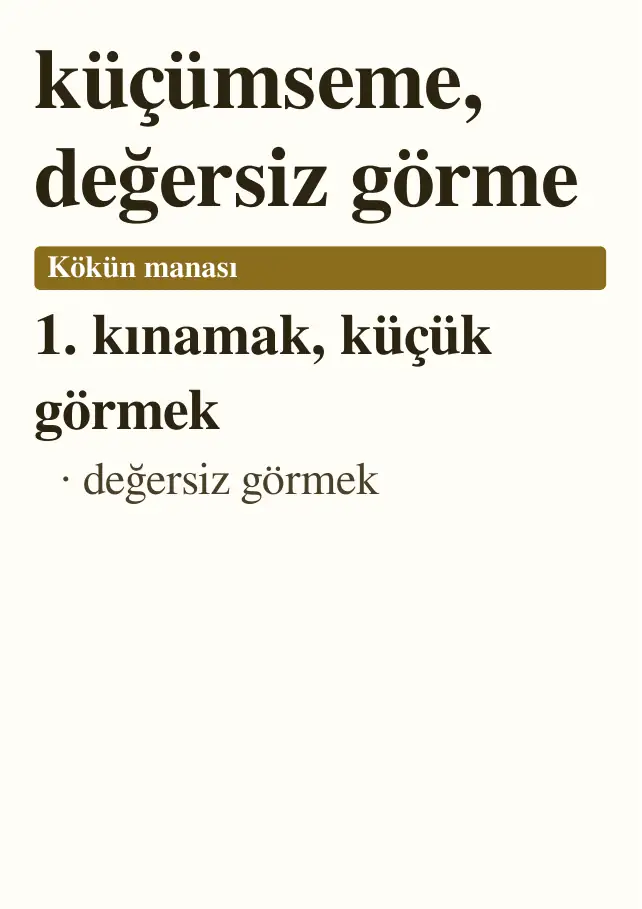 küçümseme,
değersiz görme
Kökün manası
1. kınamak, küçük
görmek
· değersiz görmek